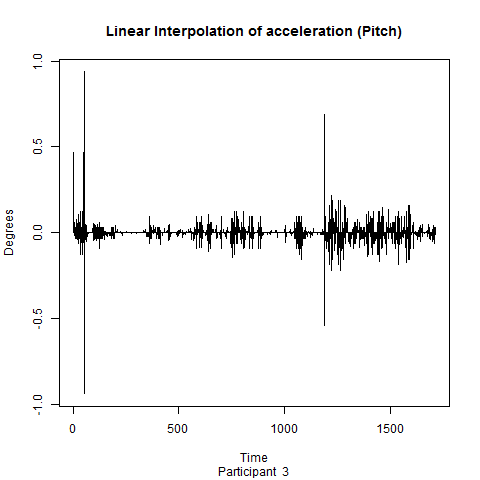 Linear Interpolation of acceleration (Pitch)
1.0
0.5
0.0
-0.5
-1.0
Degrees
0 500 1000 1500
Time
Participant 3